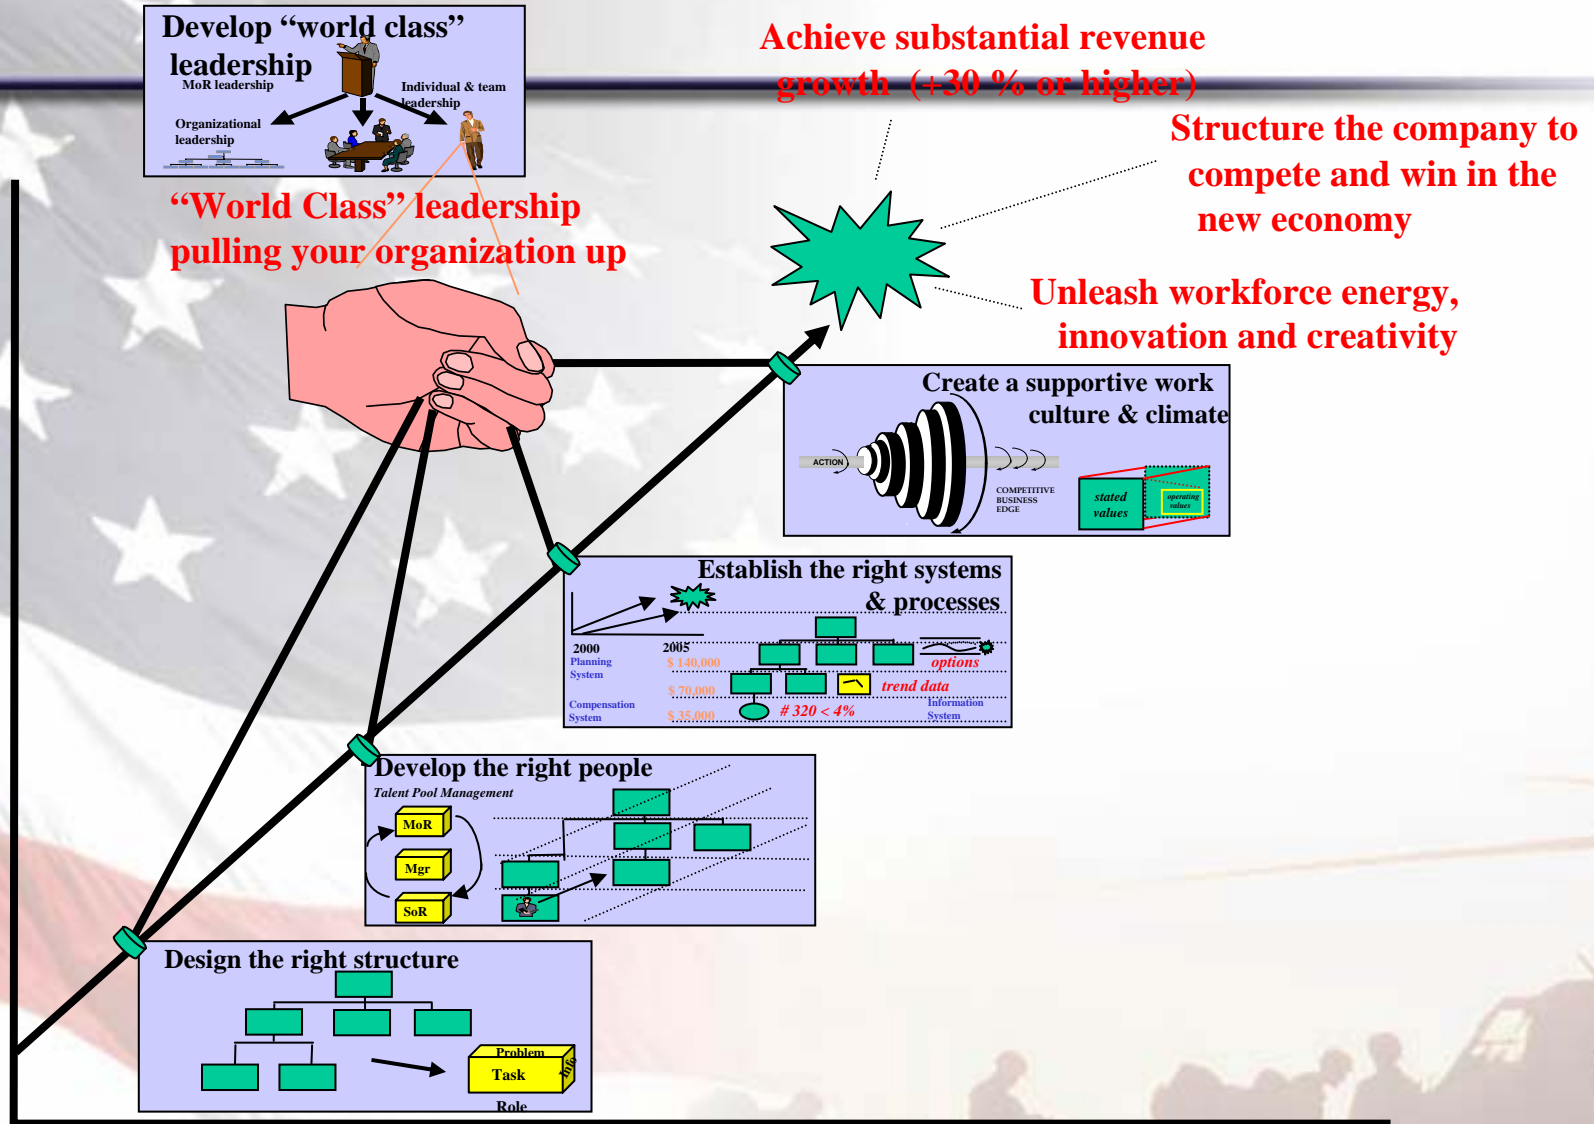 Develop “world class”
leadership
MoR leadership
Individual & team
leadership
Organizational
leadership
“World Class” leadership
pulling your organization up
Achieve substantial revenue
growth (+30 % or higher)
Structure the company to
compete and win in the
new economy
Unleash workforce energy,
innovation and creativity
Create a supportive work
culture & climate
ACTION
COMPETITIVE
BUSINESS
EDGE
stated
values
operating
values
Establish the right systems
& processes
2000
2005
Planning
System
$ 140,000
options
$ 70,000
trend data
Compensation
System
$ 35,000
# 320 < 4%
Information
System
Develop the right people
Talent Pool Management
MoR
Mgr
SoR
Design the right structure
Problem
Task
Info
Role